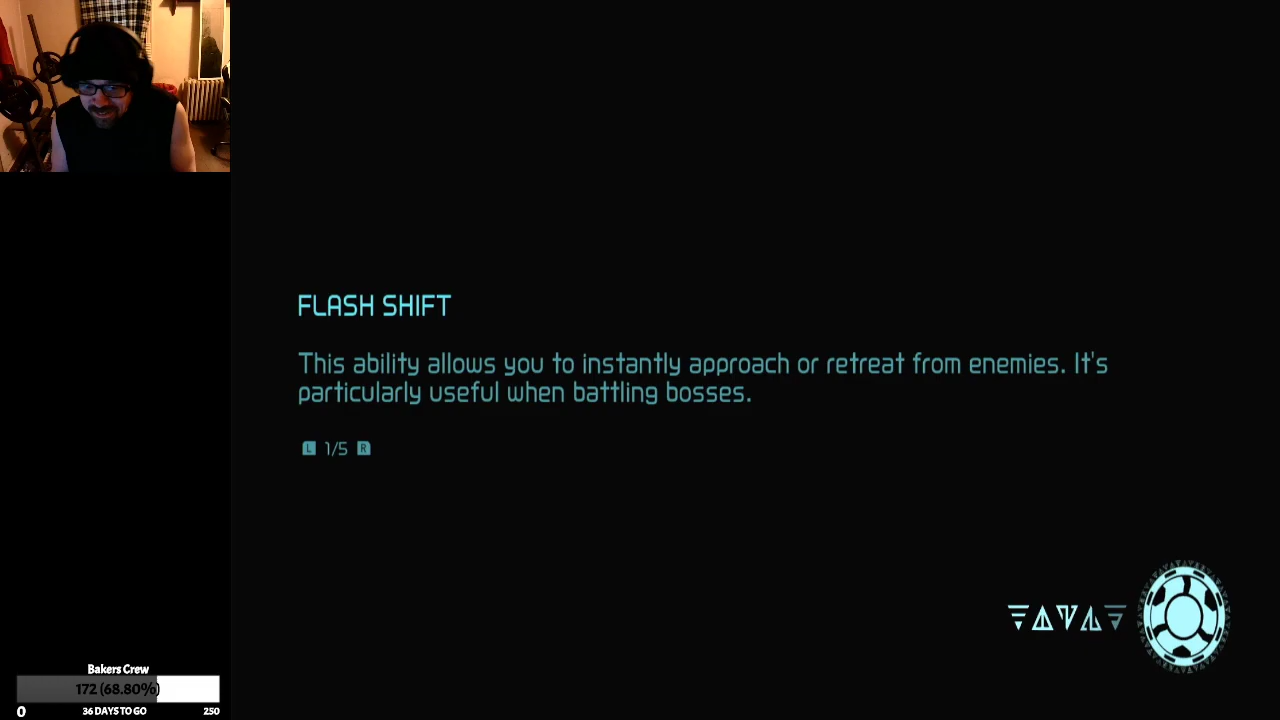 FLASH SHIFT
This ability allows you to instantly approach or retreat from enemies. It's
particularly useful when battling bosses.
L 1/5 R
Bakers Crew
172 (68.80%)
0 36 DAYS TO GO 250